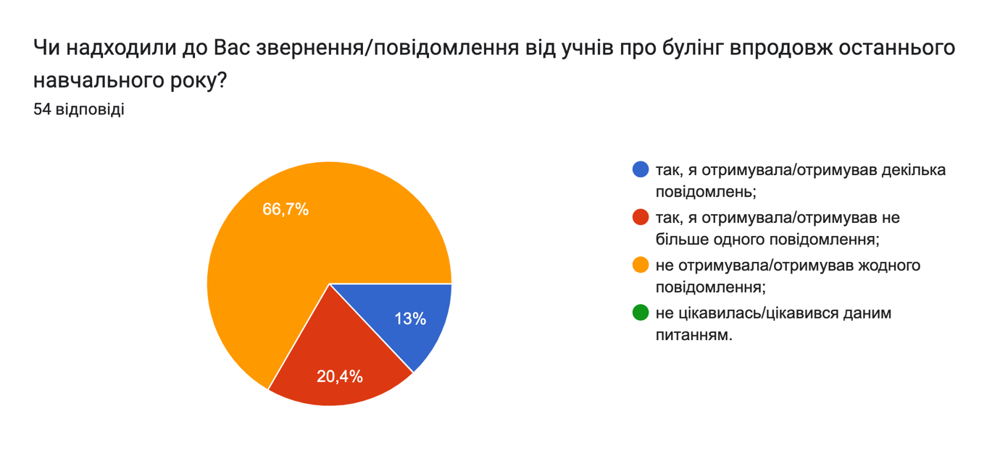 Чи надходили до Вас звернення/повідомлення від учнів про булінг впродовж останнього
навчального року?
54 відповіді
66,7%
13%
20,4%
так, я отримувала/отримував декілька
повідомлень;
так, я отримувала/отримував не
більше одного повідомлення;
не отримувала/отримував жодного
повідомлення;
не цікавилась/цікавився даним
питанням.